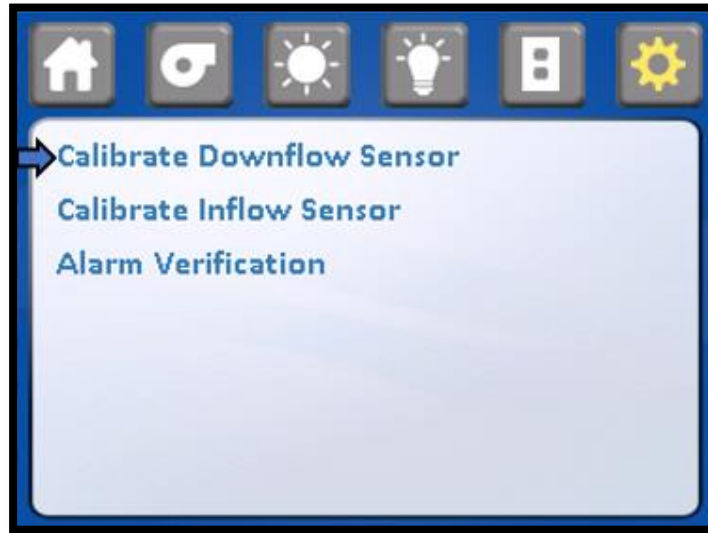 Calibrate Downflow Sensor
Calibrate Inflow Sensor
Alarm Verification